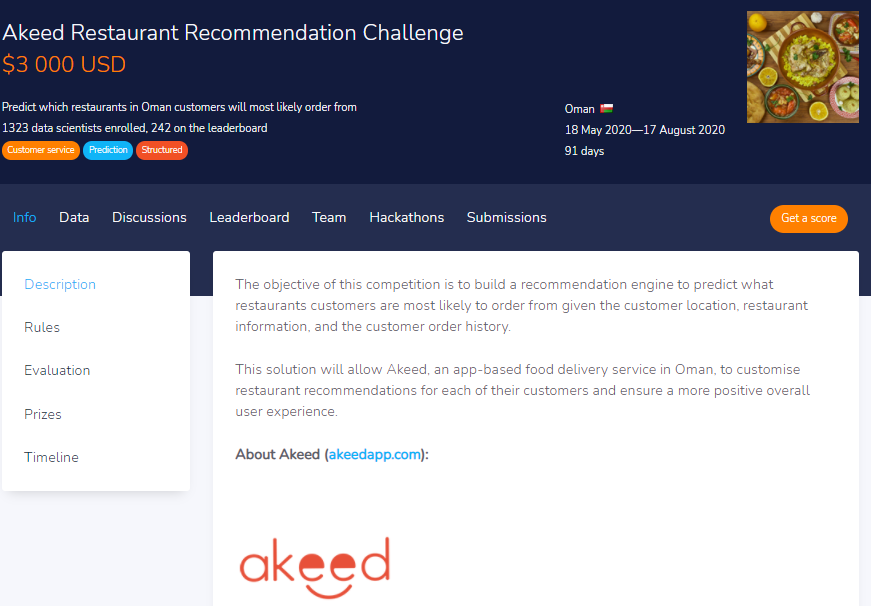 Akeed Restaurant Recommendation Challenge
$3 000 USD
Predict which restaurants in Oman customers will most likely order from
1323 data scientists enrolled, 242 on the leaderboard
Customer service Prediction Structured
Oman
18 May 2020—17 August 2020
91 days
Info Data Discussions Leaderboard Team Hackathons Submissions Get a score
Description
Rules
Evaluation
Prizes
Timeline
The objective of this competition is to build a recommendation engine to predict what
restaurants customers are most likely to order from given the customer location, restaurant
information, and the customer order history.
This solution will allow Akeed, an app-based food delivery service in Oman, to customise
restaurant recommendations for each of their customers and ensure a more positive overall
user experience.
About Akeed (akeedapp.com):
akeed